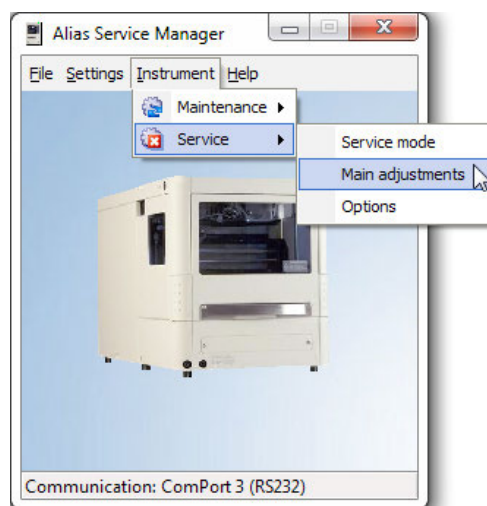 Alias Service Manager
File Settings Instrument Help
Maintenance
Service
Service mode
Main adjustments
Options
Communication: ComPort 3 (RS232)